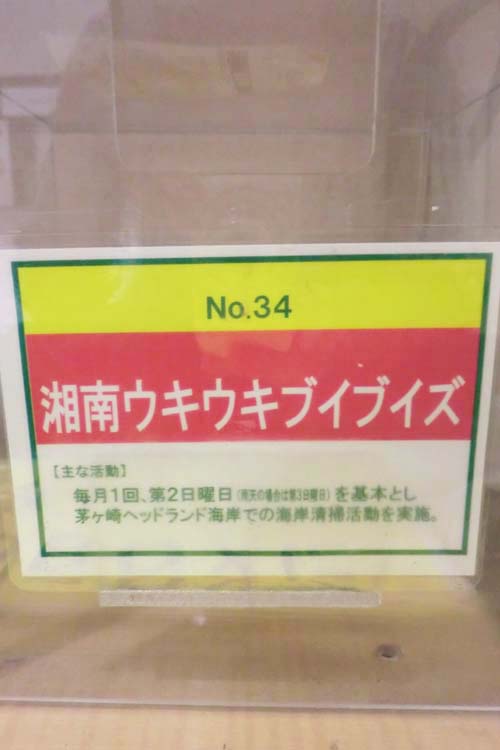 No.34
湘南ウキウキブイブイズ
【主な活動】
毎月1回、第2日曜日(雨天の場合は第3日曜日)を基本とし
茅ヶ崎ヘッドランド海岸での海岸清掃活動を実施。